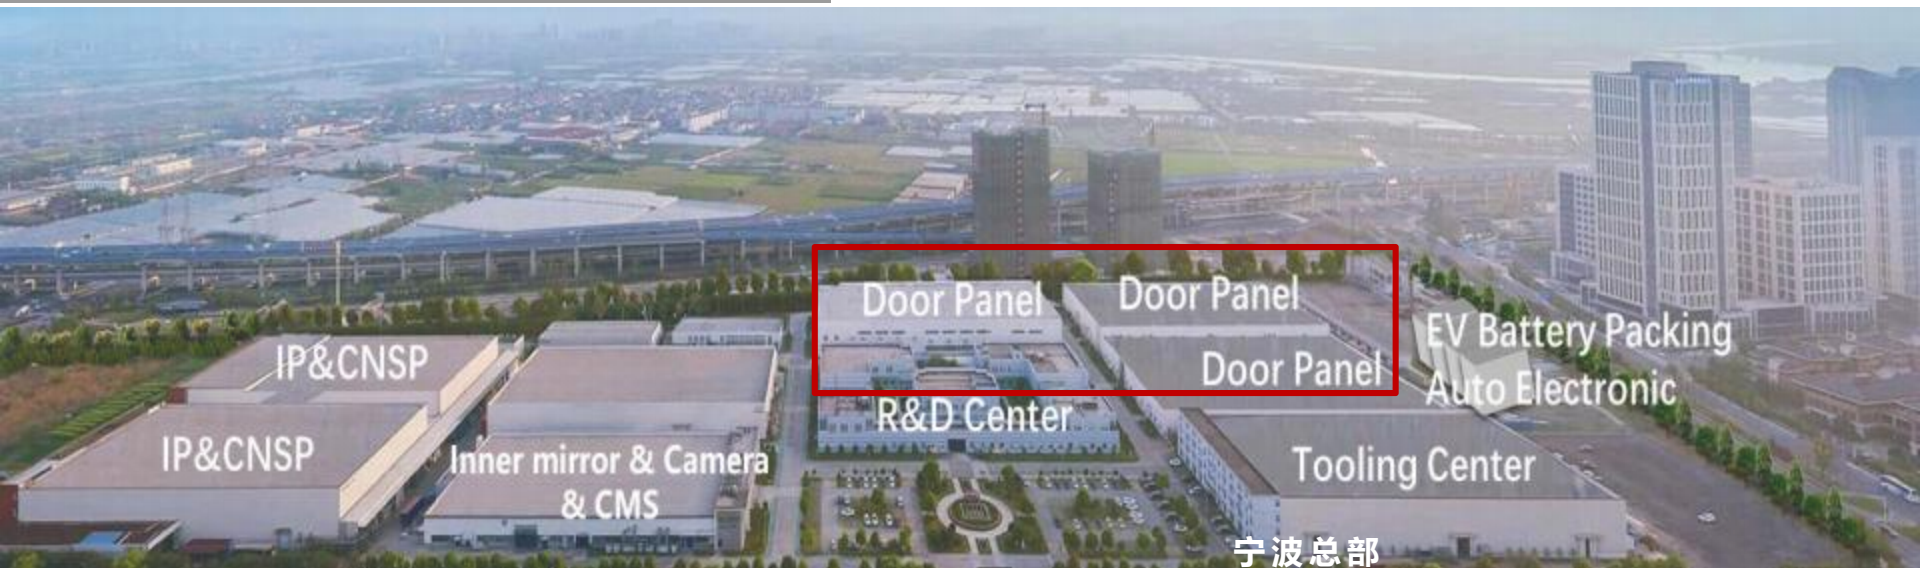 Door Panel
Door Panel
EV Battery Packing
Auto Electronic
IP&CNSP
Door Panel
R&D Center
IP&CNSP
Inner mirror & Camera
& CMS
Tooling Center
宁波总部